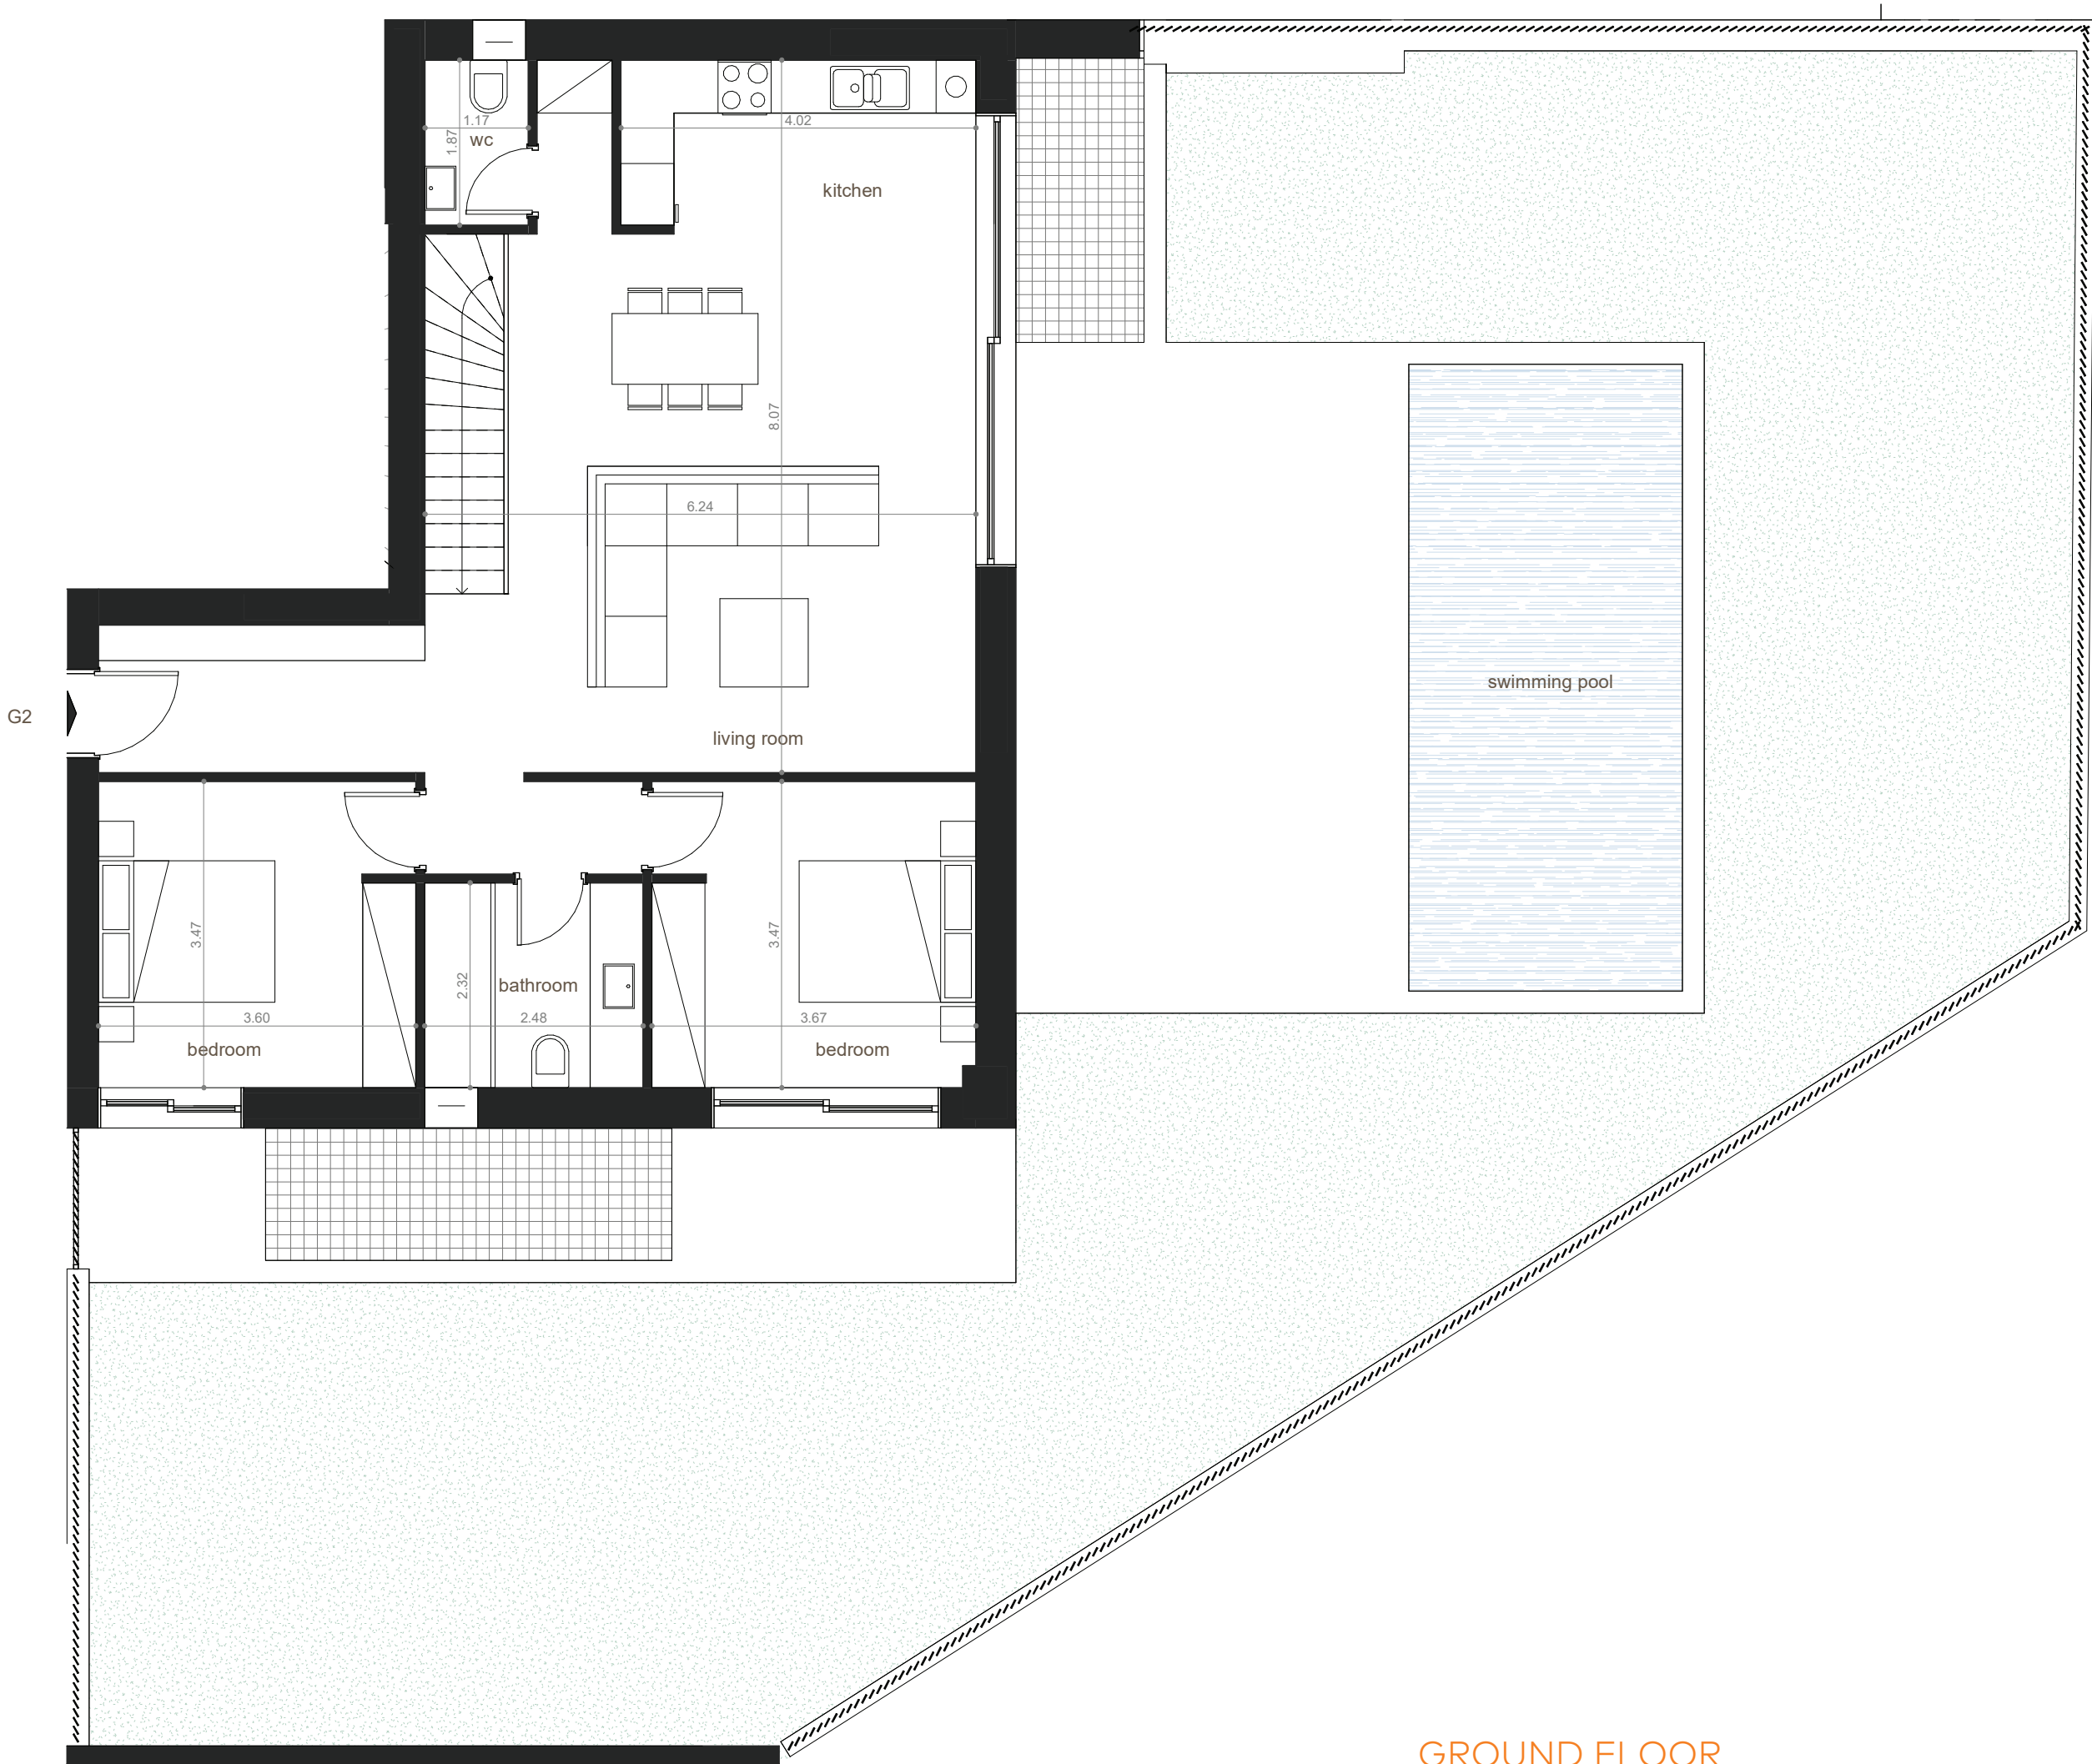 1.17
4.02
1.87
wc
kitchen
8.07
6.24
swimming pool
G2
living room
3.47
3.47
2.32
bathroom
3.60
2.48
3.67
bedroom
bedroom
GROUND FLOOR